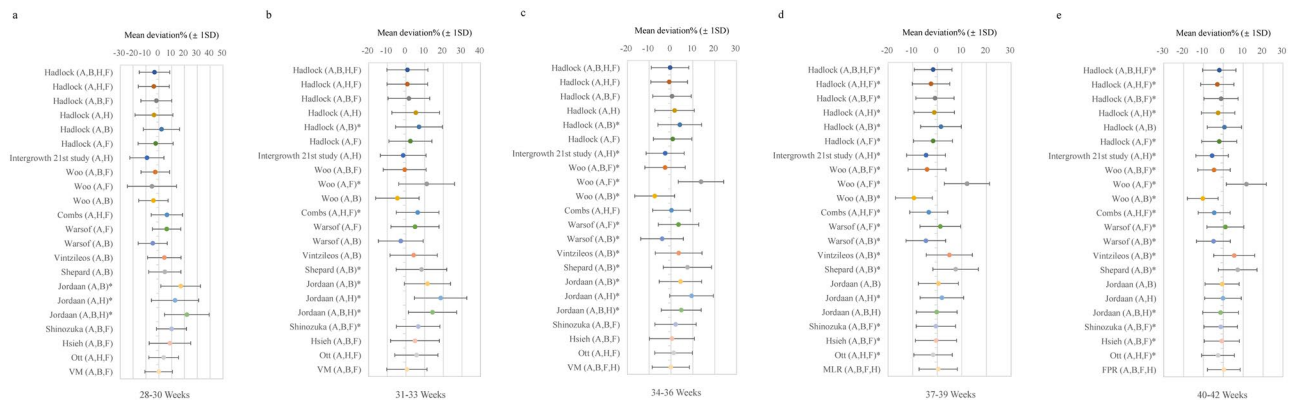 a
Mean deviation% (± 1SD)
-30-20-10 0 10 20 30 40 50
Hadlock (A,B,H,F)
Hadlock (A,H,F)
Hadlock (A,B,F)
Hadlock (A,H)
Hadlock (A,B)
Hadlock (A,F)
Intergrowth 21st study (A,H)
Woo (A,B,F)
Woo (A,F)
Woo (A,B)
Combs (A,H,F)
Warsof (A,F)
Warsof (A,B)
Vintzileos (A,B)
Shepard (A,B)
Jordaan (A,B)*
Jordaan (A,H)*
Jordaan (A,B,H)*
Shinozuka (A,B,F)
Hsieh (A,B,F)
Ott (A,H,F)
VM (A,B,F)
28-30 Weeks
b
Mean deviation% (± 1SD)
-20 -10 0 10 20 30 40
Hadlock (A,B,H,F)
Hadlock (A,H,F)
Hadlock (A,B,F)
Hadlock (A,H)
Hadlock (A,B)*
Hadlock (A,F)
Intergrowth 21st study (A,H)
Woo (A,B,F)
Woo (A,F)*
Woo (A,B)
Combs (A,H,F)*
Warsof (A,F)
Warsof (A,B)
Vintzileos (A,B)
Shepard (A,B)*
Jordaan (A,B)*
Jordaan (A,H)*
Jordaan (A,B,H)*
Shinozuka (A,B,F)*
Hsieh (A,B,F)
Ott (A,H,F)
VM (A,B,F)
31-33 Weeks
c
Mean deviation% (± 1SD)
-20 -10 0 10 20 30
Hadlock (A,B,H,F)
Hadlock (A,H,F)
Hadlock (A,B,F)
Hadlock (A,H)
Hadlock (A,B)*
Hadlock (A,F)
Intergrowth 21st study (A,H)*
Woo (A,B,F)*
Woo (A,F)*
Woo (A,B)*
Combs (A,H,F)
Warsof (A,F)*
Warsof (A,B)*
Vintzileos (A,B)*
Shepard (A,B)*
Jordaan (A,B)*
Jordaan (A,H)*
Jordaan (A,B,H)*
Shinozuka (A,B,F)
Hsieh (A,B,F)
Ott (A,H,F)
VM (A,B,F,H)
34-36 Weeks
d
Mean deviation% (± 1SD)
-20 -10 0 10 20 30
Hadlock (A,B,H,F)*
Hadlock (A,H,F)*
Hadlock (A,B,F)*
Hadlock (A,H)*
Hadlock (A,B)*
Hadlock (A,F)*
Intergrowth 21st study (A,H)*
Woo (A,B,F)*
Woo (A,F)*
Woo (A,B)*
Combs (A,H,F)*
Warsof (A,F)*
Warsof (A,B)*
Vintzileos (A,B)*
Shepard (A,B)*
Jordaan (A,B)
Jordaan (A,H)*
Jordaan (A,B,H)
Shinozuka (A,B,F)*
Hsieh (A,B,F)*
Ott (A,H,F)*
MLR (A,B,F,H)
37-39 Weeks
e
Mean deviation% (± 1SD)
-20 -10 0 10 20 30
Hadlock (A,B,H,F)*
Hadlock (A,H,F)*
Hadlock (A,B,F)*
Hadlock (A,H)*
Hadlock (A,B)
Hadlock (A,F)*
Intergrowth 21st study (A,H)*
Woo (A,B,F)*
Woo (A,F)*
Woo (A,B)*
Combs (A,H,F)*
Warsof (A,F)*
Warsof (A,B)*
Vintzileos (A,B)*
Shepard (A,B)*
Jordaan (A,B)
Jordaan (A,H)
Jordaan (A,B,H)
Shinozuka (A,B,F)*
Hsieh (A,B,F)*
Ott (A,H,F)*
FPR (A,B,F,H)
40-42 Weeks